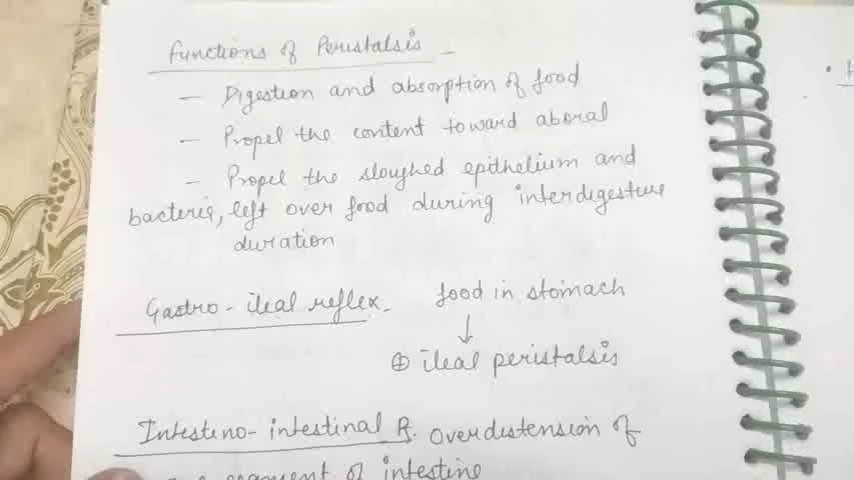 Functions of Peristalsis -
- Digestion and absorption of food
- Propel the content toward aboral
- Propel the sloughed epithelium and
bacteria, left over food during interdigestive
duration
Gastro-ileal reflex- food in stomach
↓
⊕ ileal peristalsis
Intestino-intestinal R. overdistension of
segment of intestine